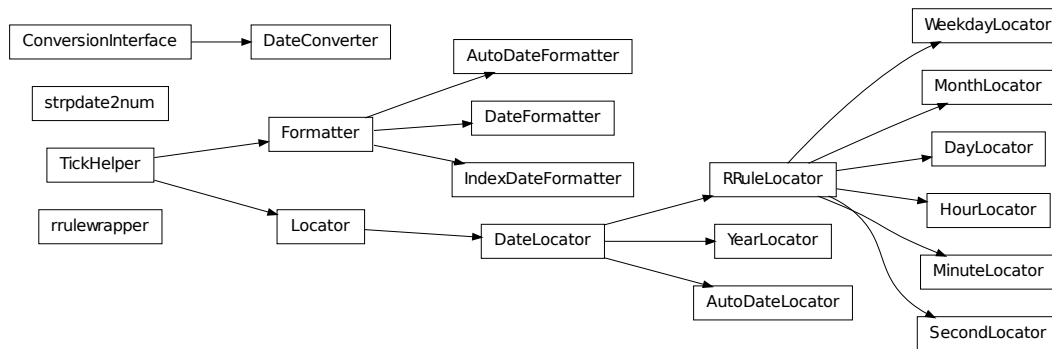 ConversionInterface
DateConverter
strpdate2num
TickHelper
rrulewrapper
Formatter
Locator
AutoDateFormatter
DateFormatter
IndexDateFormatter
DateLocator
RRuleLocator
YearLocator
AutoDateLocator
WeekdayLocator
MonthLocator
DayLocator
HourLocator
MinuteLocator
SecondLocator